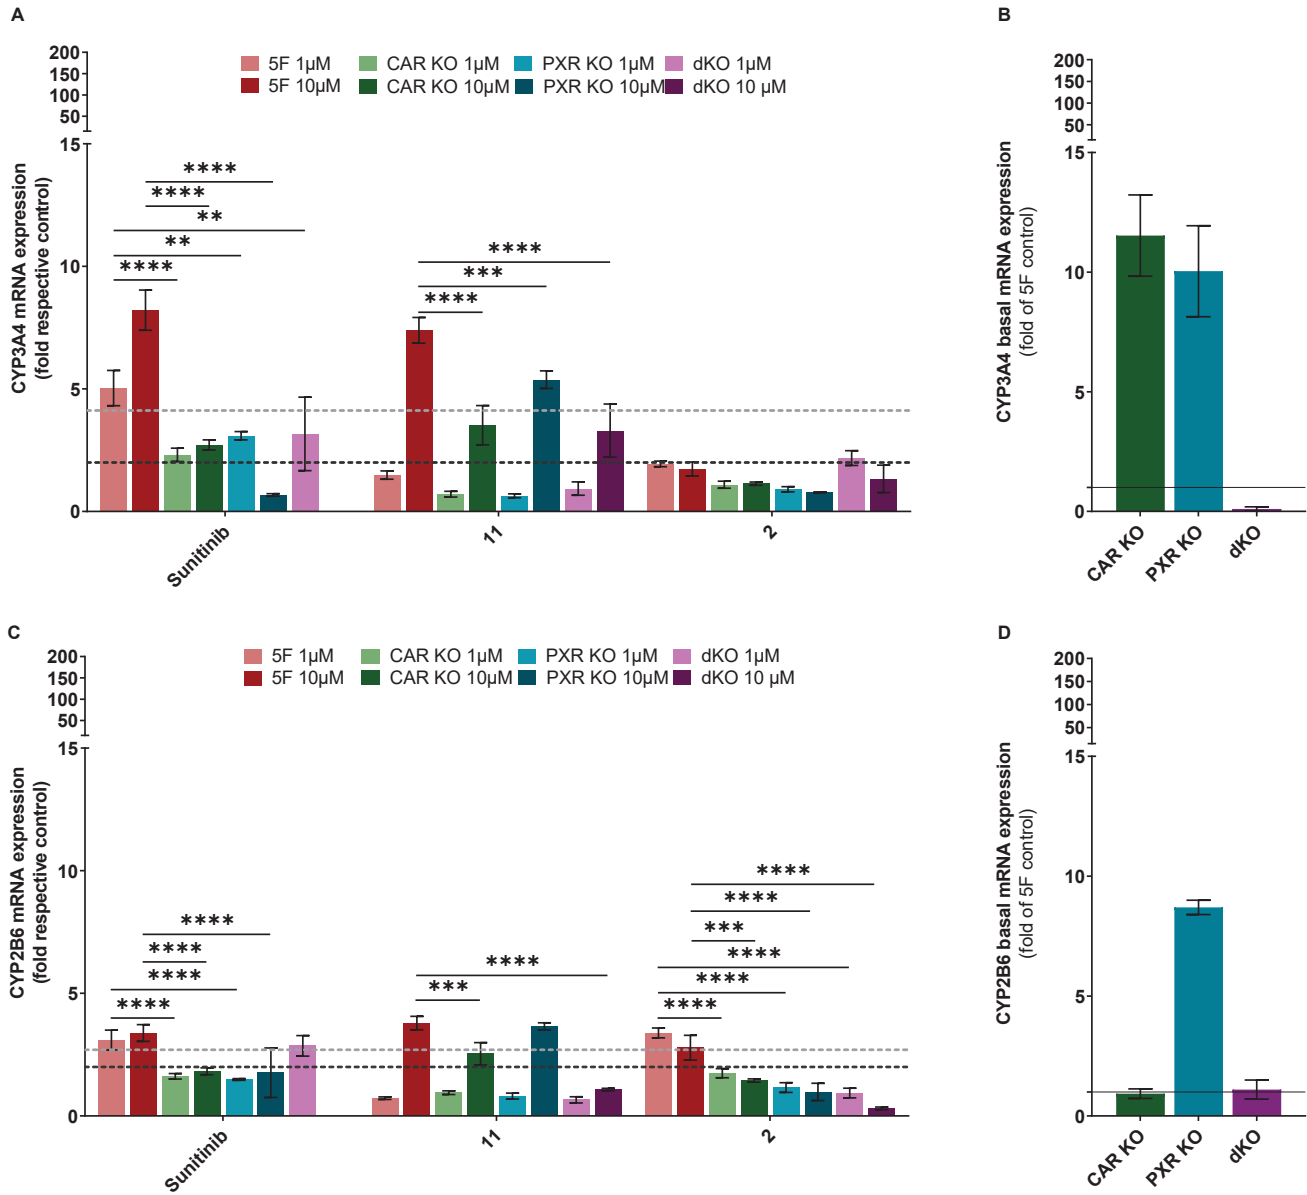 A
200
150
100
50
15
10
5
0
CYP3A4 mRNA expression
(fold respective control)
5F 1μM
CAR KO 1μM
PXR KO 1μM
dKO 1μM
5F 10μM
CAR KO 10μM
PXR KO 10μM
dKO 10 μM
****
****
**
**
****
****
***
****
Sunitinib
11
2
B
200
150
100
50
15
10
5
0
CYP3A4 basal mRNA expression
(fold of 5F control)
CAR KO
PXR KO
dKO
C
200
150
100
50
15
10
5
0
CYP2B6 mRNA expression
(fold respective control)
5F 1μM
CAR KO 1μM
PXR KO 1μM
dKO 1μM
5F 10μM
CAR KO 10μM
PXR KO 10μM
dKO 10 μM
****
****
****
****
****
***
****
****
***
****
****
****
Sunitinib
11
2
D
200
150
100
50
15
10
5
0
CYP2B6 basal mRNA expression
(fold of 5F control)
CAR KO
PXR KO
dKO